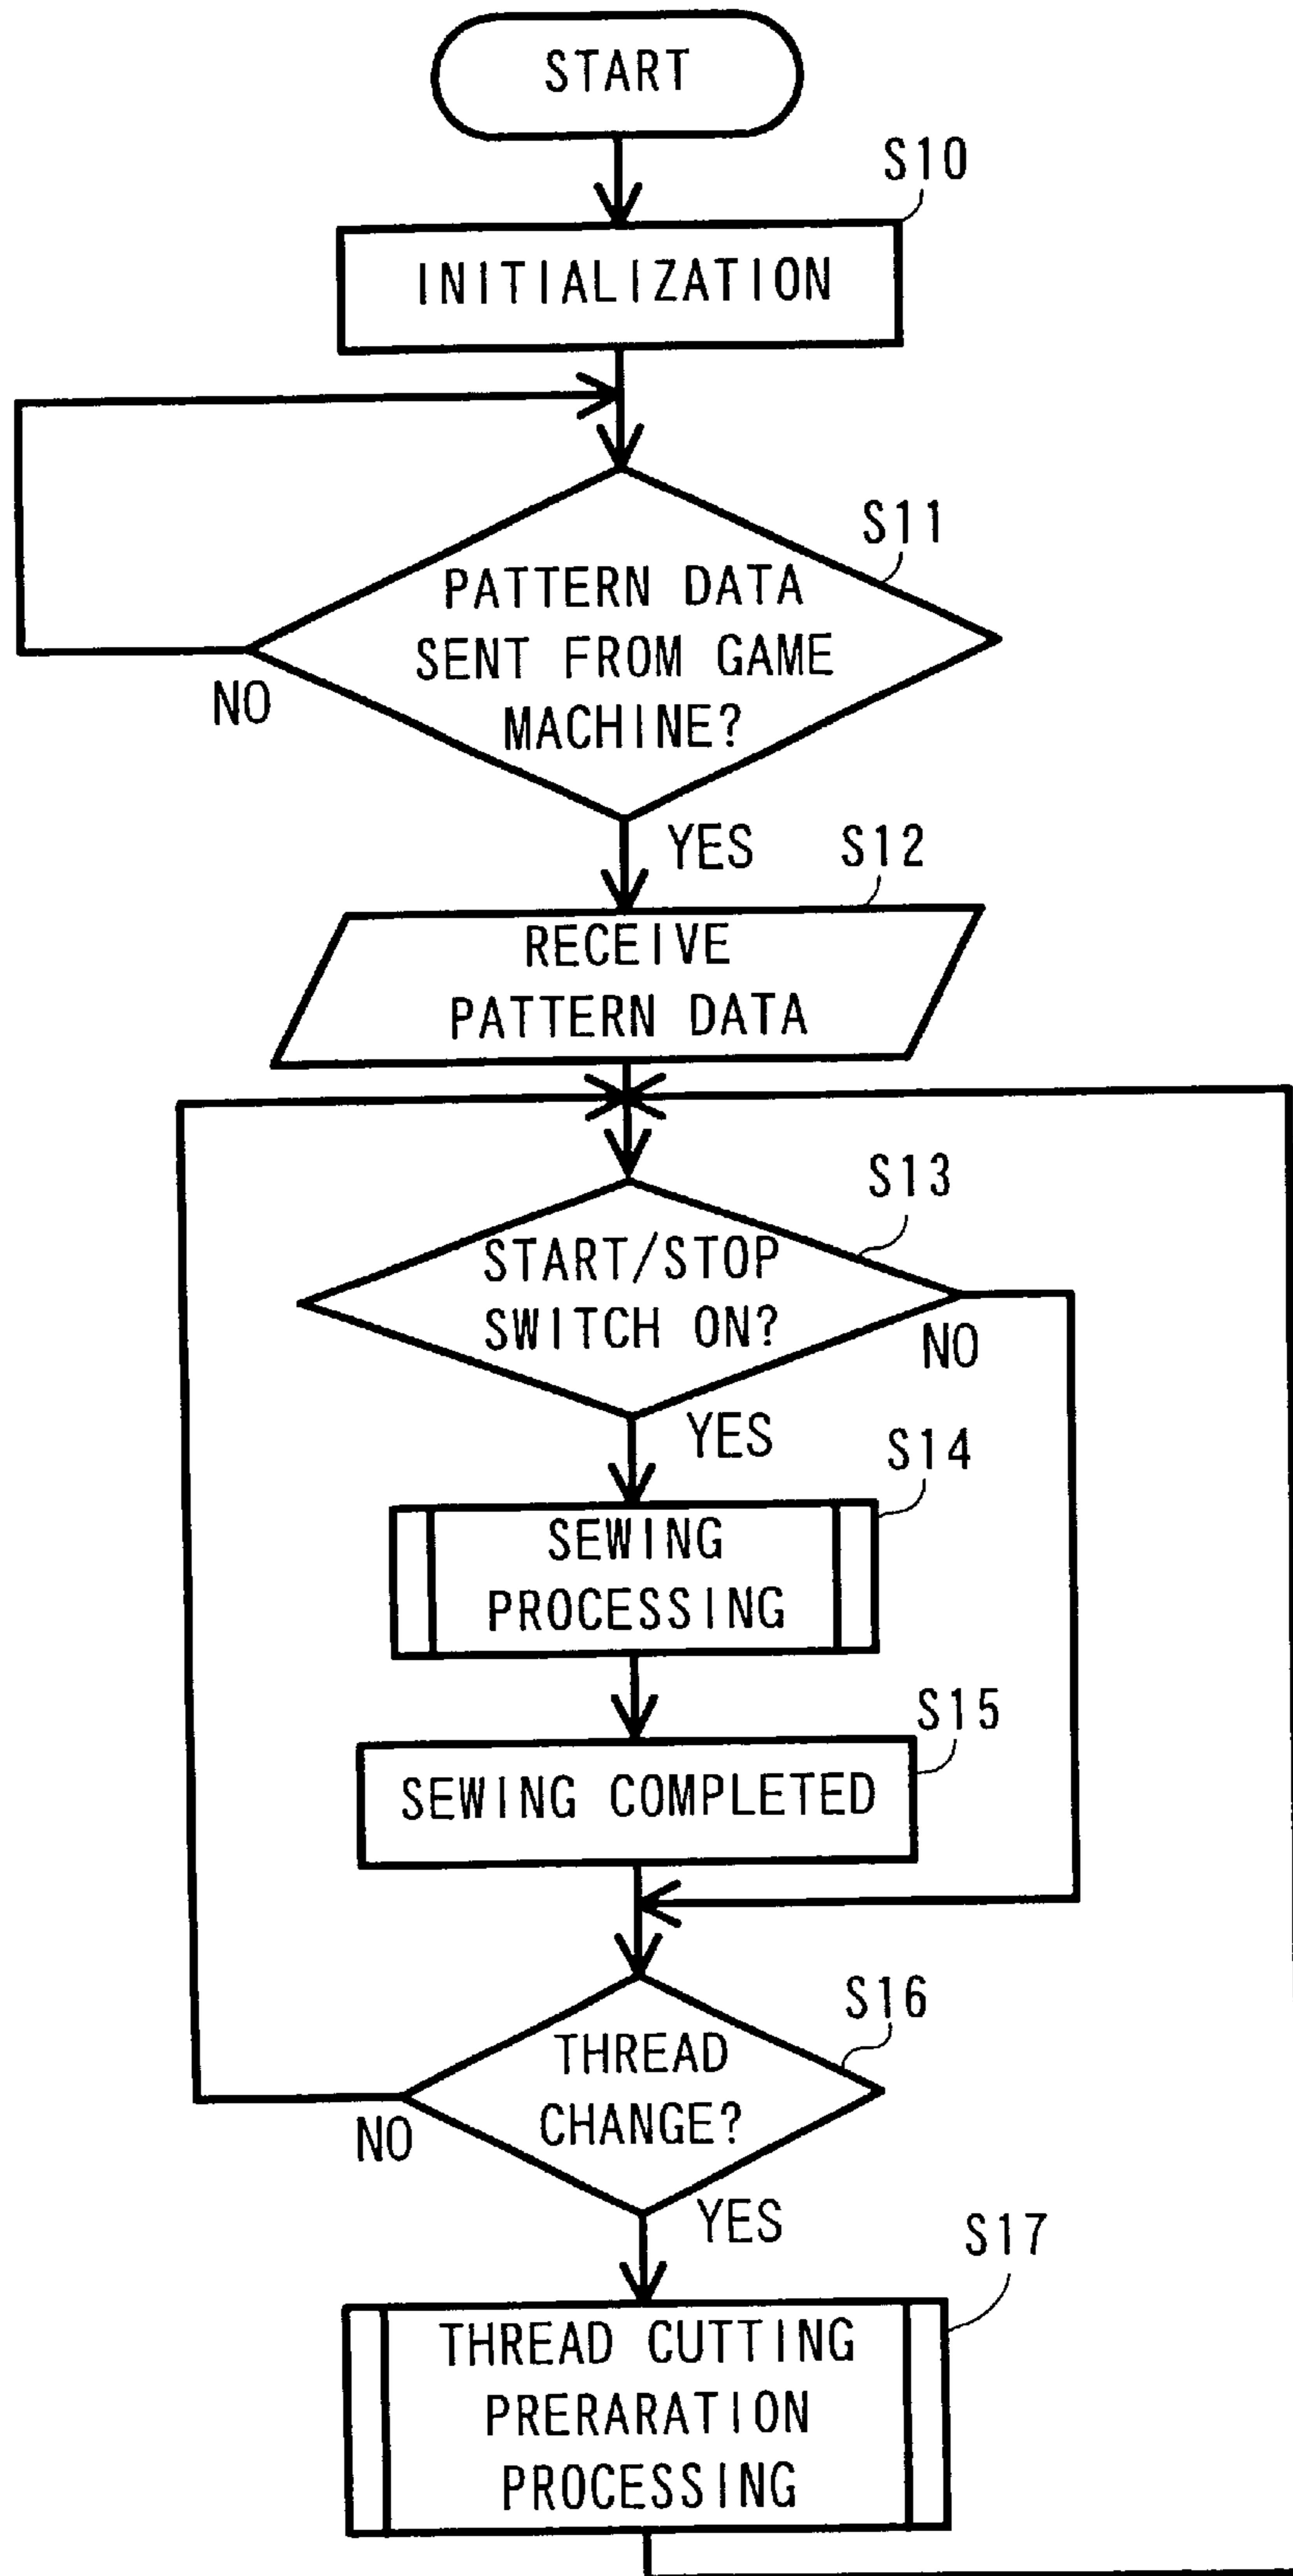 START
S10
INITIALIZATION
S11
PATTERN DATA
SENT FROM GAME
MACHINE?
NO
YES
S12
RECEIVE
PATTERN DATA
S13
START/STOP
SWITCH ON?
NO
YES
S14
SEWING
PROCESSING
S15
SEWING COMPLETED
S16
THREAD
CHANGE?
NO
YES
S17
THREAD CUTTING
PRERARATION
PROCESSING